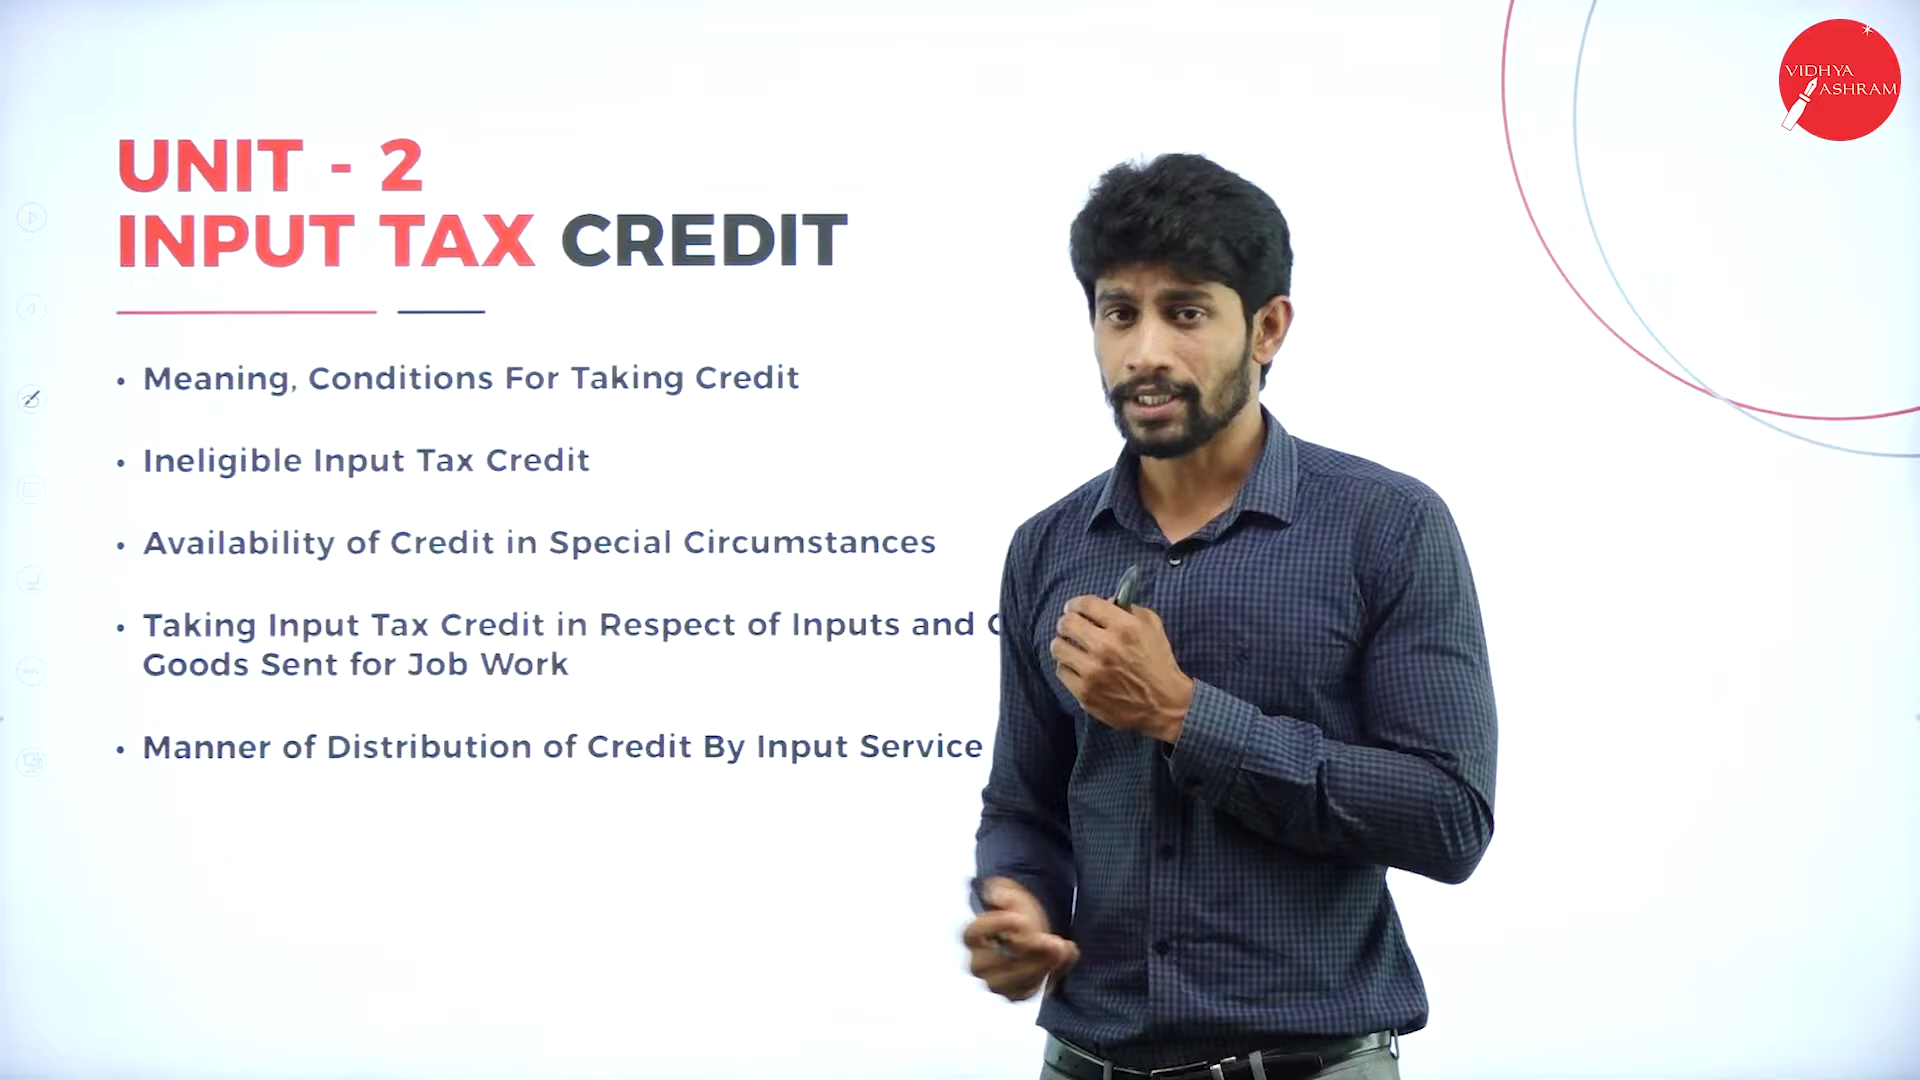 VIDHYA
ASHRAM
UNIT - 2
INPUT TAX CREDIT
• Meaning, Conditions For Taking Credit
• Ineligible Input Tax Credit
• Availability of Credit in Special Circumstances
• Taking Input Tax Credit in Respect of Inputs and
Goods Sent for Job Work
• Manner of Distribution of Credit By Input Service